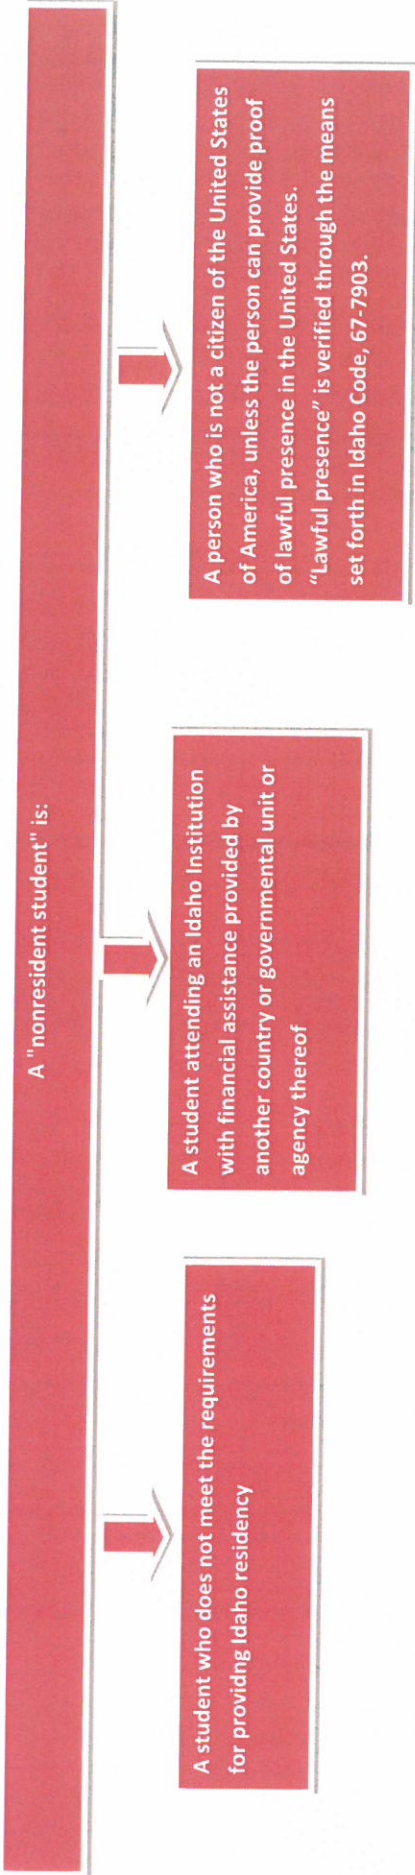 A "nonresident student" is:
A student who does not meet the requirements
for providng Idaho residency
A student attending an Idaho Institution
with financial assistance provided by
another country or governmental unit or
agency thereof
A person who is not a citizen of the United States
of America, unless the person can provide proof
of lawful presence in the United States.
“Lawful presence” is verified through the means
set forth in Idaho Code, 67-7903.